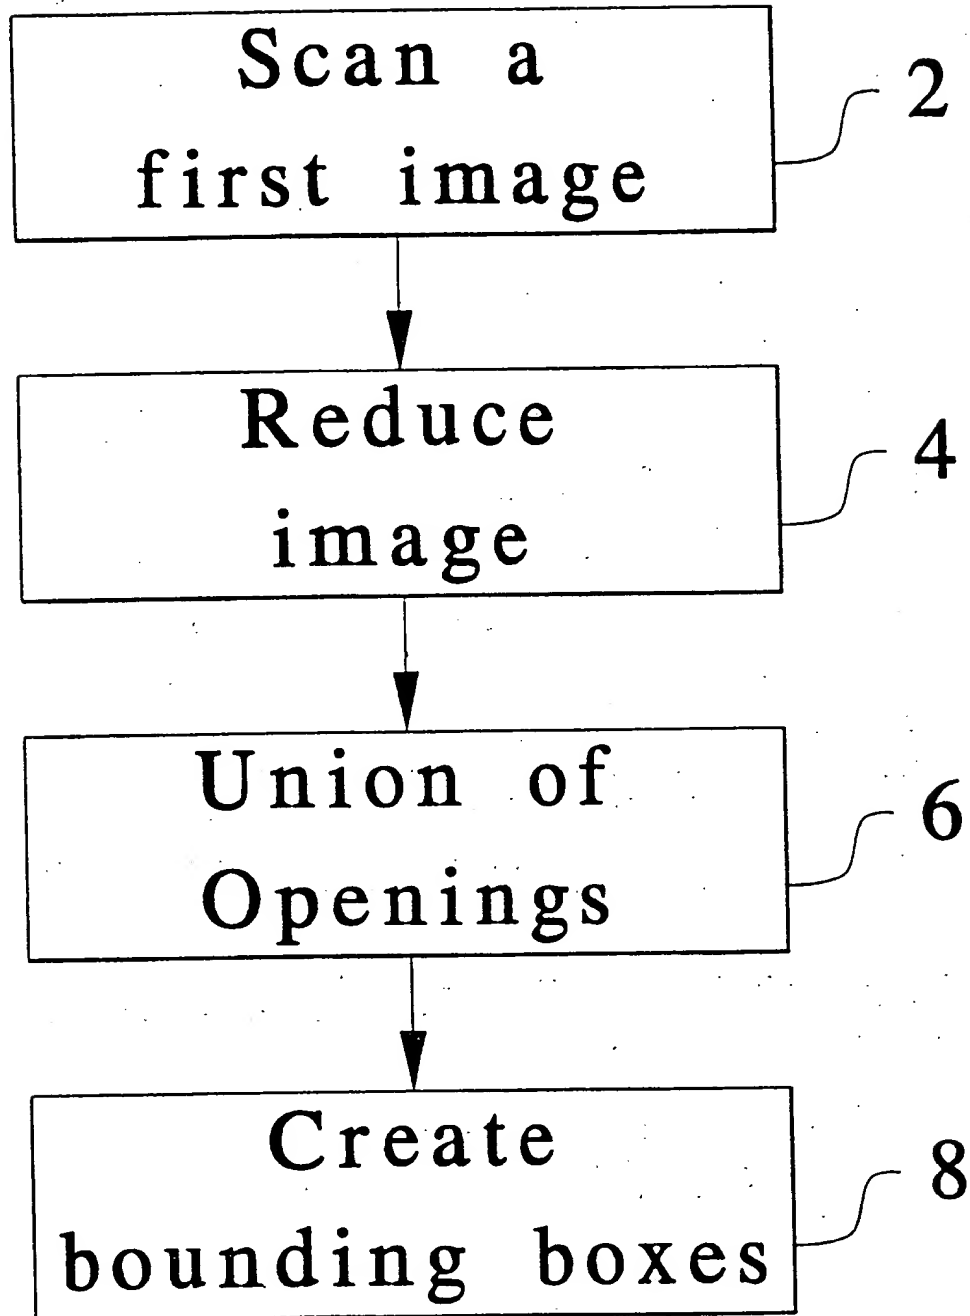 Scan a
first image
2
Reduce
image
4
Union of
Openings
6
Create
bounding boxes
8